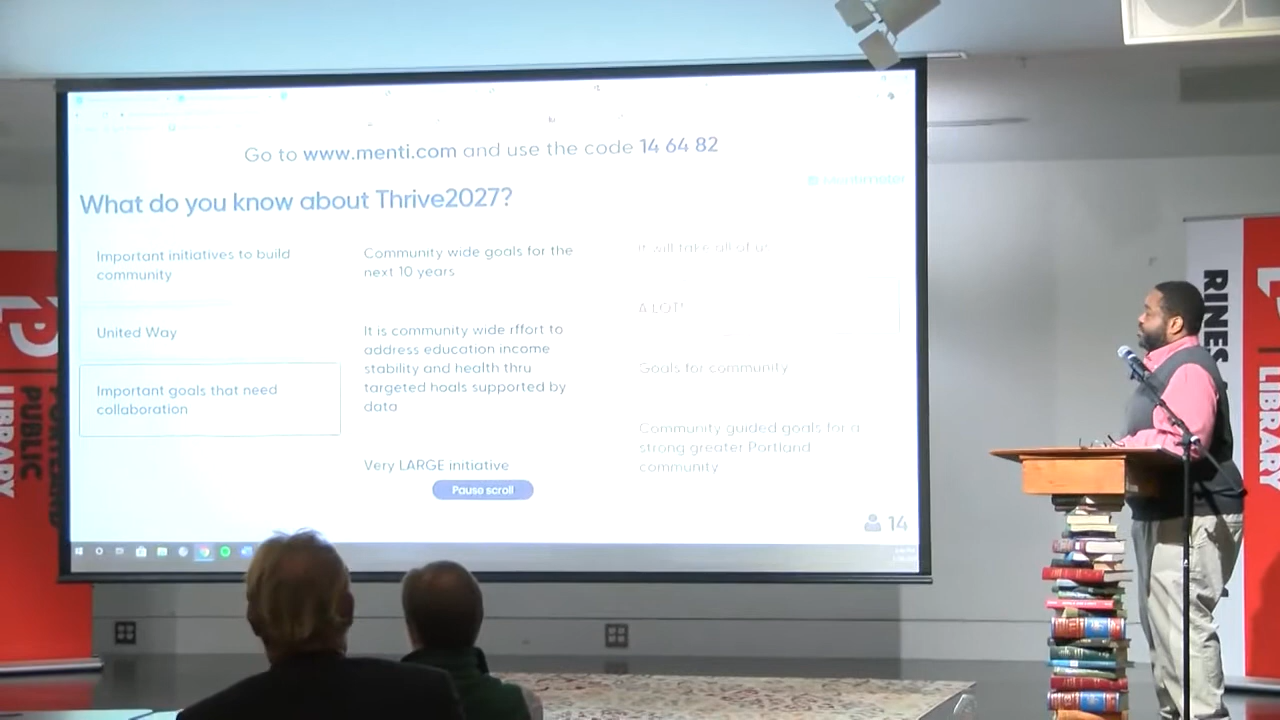 Go to www.menti.com and use the code 14 64 82
Mentimeter
What do you know about Thrive2027?
Important initiatives to build
community
United Way
Important goals that need
collaboration
Community wide goals for the
next 10 years
It is community wide rffort to
address education income
stability and health thru
targeted hoals supported by
data
Very LARGE initiative
It will take all of us
A LOT!
Goals for community
Community guided goals for a
strong greater Portland
community
Pause scroll
14
PORTLAND
PUBLIC
LIBRARY
RINES
LIBRARY